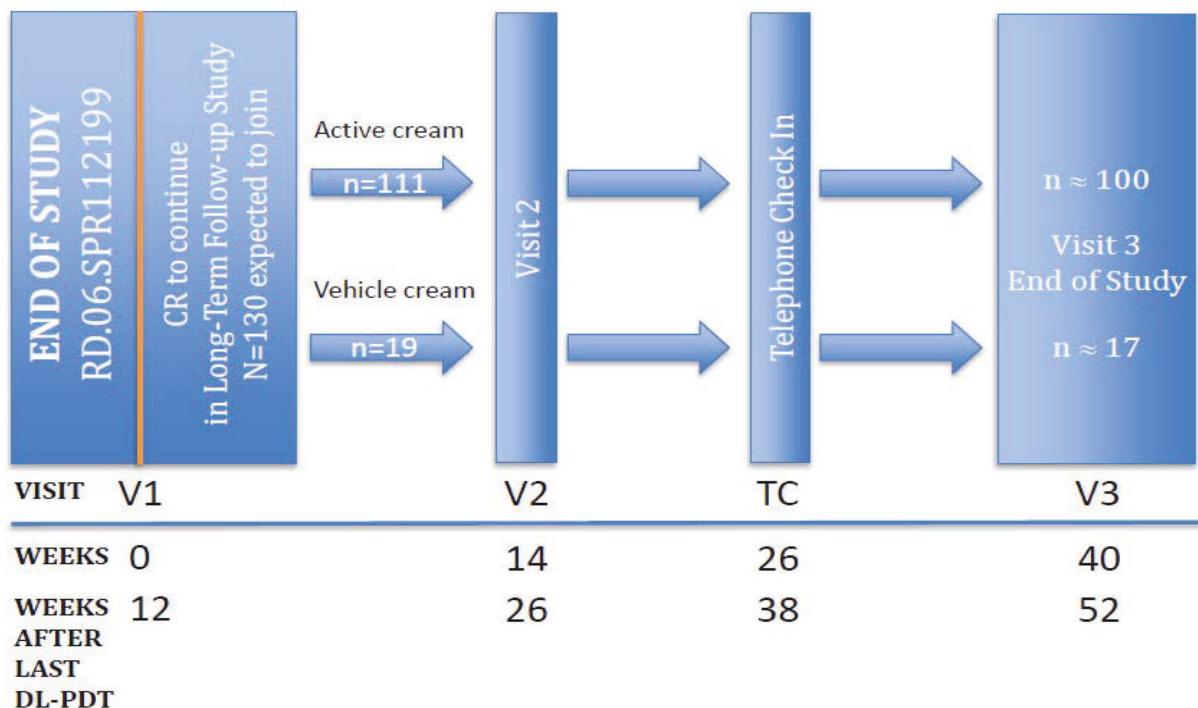 END OF STUDY
RD.06.SPR112199
CR to continue
in Long-Term Follow-up Study
N=130 expected to join
Active cream
n=111
Vehicle cream
n=19
Visit 2
Telephone Check In
n ≈ 100
Visit 3
End of Study
n ≈ 17
VISIT V1 V2 TC V3
WEEKS 0 14 26 40
WEEKS 12 26 38 52
AFTER
LAST
DL-PDT